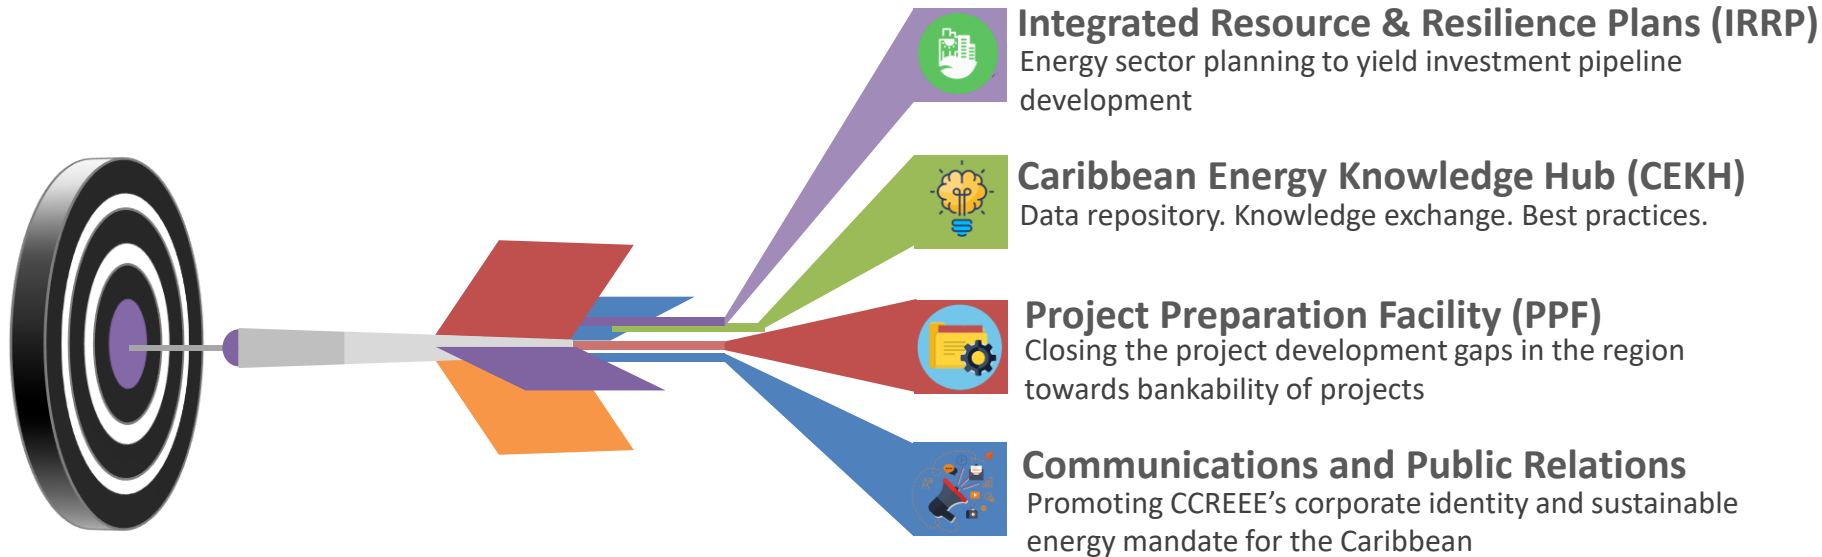 Integrated Resource & Resilience Plans (IRRP)
Energy sector planning to yield investment pipeline
development
Caribbean Energy Knowledge Hub (CEKH)
Data repository. Knowledge exchange. Best practices.
Project Preparation Facility (PPF)
Closing the project development gaps in the region
towards bankability of projects
Communications and Public Relations
Promoting CCREEE’s corporate identity and sustainable
energy mandate for the Caribbean